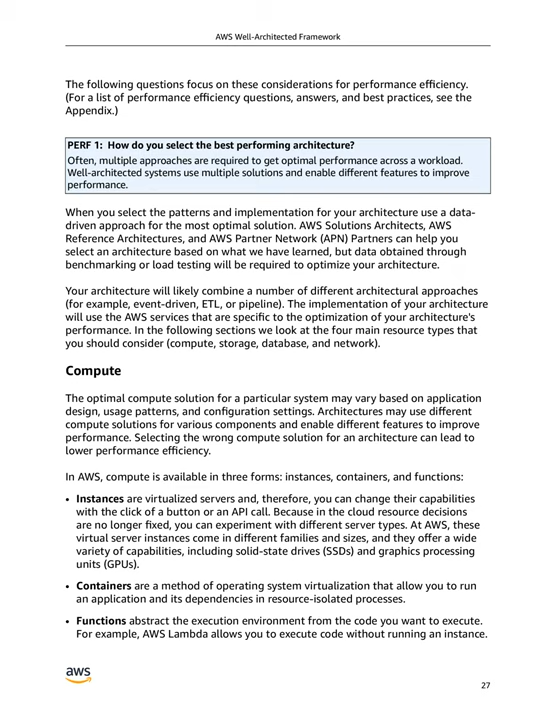 AWS Well-Architected Framework
The following questions focus on these considerations for performance efficiency.
(For a list of performance efficiency questions, answers, and best practices, see the
Appendix.)
PERF 1:  How do you select the best performing architecture?
Often, multiple approaches are required to get optimal performance across a workload.
Well-architected systems use multiple solutions and enable different features to improve
performance.
When you select the patterns and implementation for your architecture use a data-
driven approach for the most optimal solution. AWS Solutions Architects, AWS
Reference Architectures, and AWS Partner Network (APN) Partners can help you
select an architecture based on what we have learned, but data obtained through
benchmarking or load testing will be required to optimize your architecture.
Your architecture will likely combine a number of different architectural approaches
(for example, event-driven, ETL, or pipeline). The implementation of your architecture
will use the AWS services that are specific to the optimization of your architecture's
performance. In the following sections we look at the four main resource types that
you should consider (compute, storage, database, and network).
Compute
The optimal compute solution for a particular system may vary based on application
design, usage patterns, and configuration settings. Architectures may use different
compute solutions for various components and enable different features to improve
performance. Selecting the wrong compute solution for an architecture can lead to
lower performance efficiency.
In AWS, compute is available in three forms: instances, containers, and functions:
• Instances are virtualized servers and, therefore, you can change their capabilities
with the click of a button or an API call. Because in the cloud resource decisions
are no longer fixed, you can experiment with different server types. At AWS, these
virtual server instances come in different families and sizes, and they offer a wide
variety of capabilities, including solid-state drives (SSDs) and graphics processing
units (GPUs).
• Containers are a method of operating system virtualization that allow you to run
an application and its dependencies in resource-isolated processes.
• Functions abstract the execution environment from the code you want to execute.
For example, AWS Lambda allows you to execute code without running an instance.
aws
27